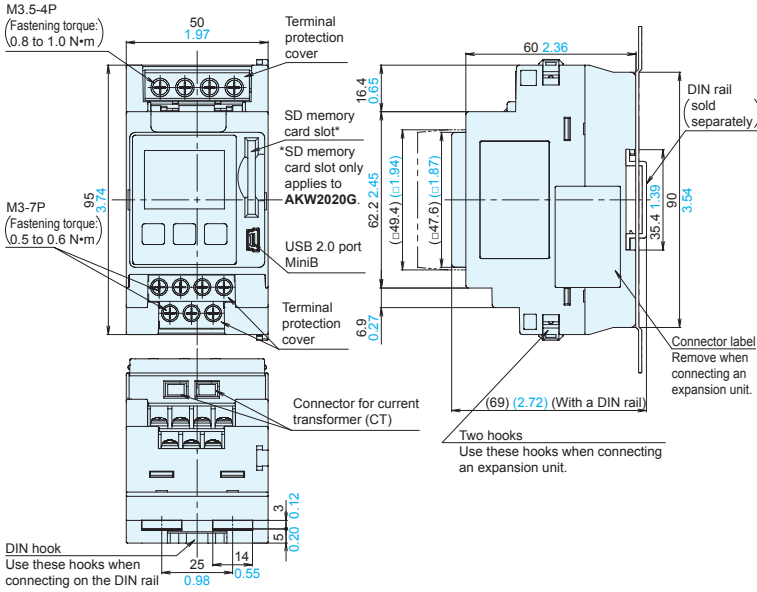 M3.5-4P
(Fastening torque:
0.8 to 1.0 N•m)
50
1.97
Terminal
protection
cover
SD memory
card slot*
*SD memory
card slot only
applies to
AKW2020G.
95
3.74
M3-7P
(Fastening torque:
0.5 to 0.6 N•m)
USB 2.0 port
MiniB
Terminal
protection
cover
60 2.36
16.4
0.65
62.2 2.45
(□49.4) (□1.94)
(□47.6) (□1.87)
6.9
0.27
DIN rail
(sold
separately)
35.4 1.39
90
3.54
Connector label
Remove when
connecting an
expansion unit.
(69) (2.72) (With a DIN rail)
Two hooks
Use these hooks when connecting
an expansion unit.
Connector for current
transformer (CT)
3
0.12
5
0.20
DIN hook
Use these hooks when
connecting on the DIN rail
25
0.98
14
0.55